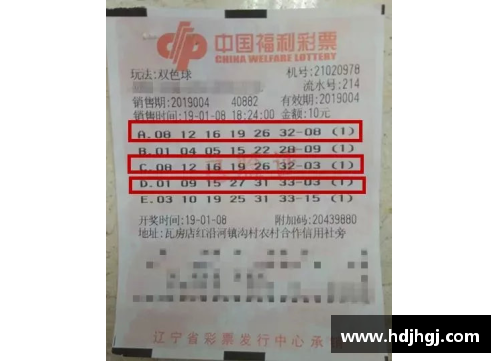 中国福利彩票
CHINA WELFARE LOTTERY
玩法:双色球 机号:21020978
流水号:214
销售期:2019004 40882 有效期:2019004
销售时间:19-01-08 18:24:00 金额:10元
A.08 12 16 19 26 32-08 (1)
B.01 04 05 15 22 28-09 (1)
C.08 12 16 19 26 32-03 (1)
D.01 09 15 27 31 33-03 (1)
E.03 10 19 25 31 33-15 (1)
开奖时间:19-01-08 附加码:20439880
地址:瓦房店红沿河镇沟村农村合作信用社旁
辽宁省彩票发行中心承
www.hdjhgj.com